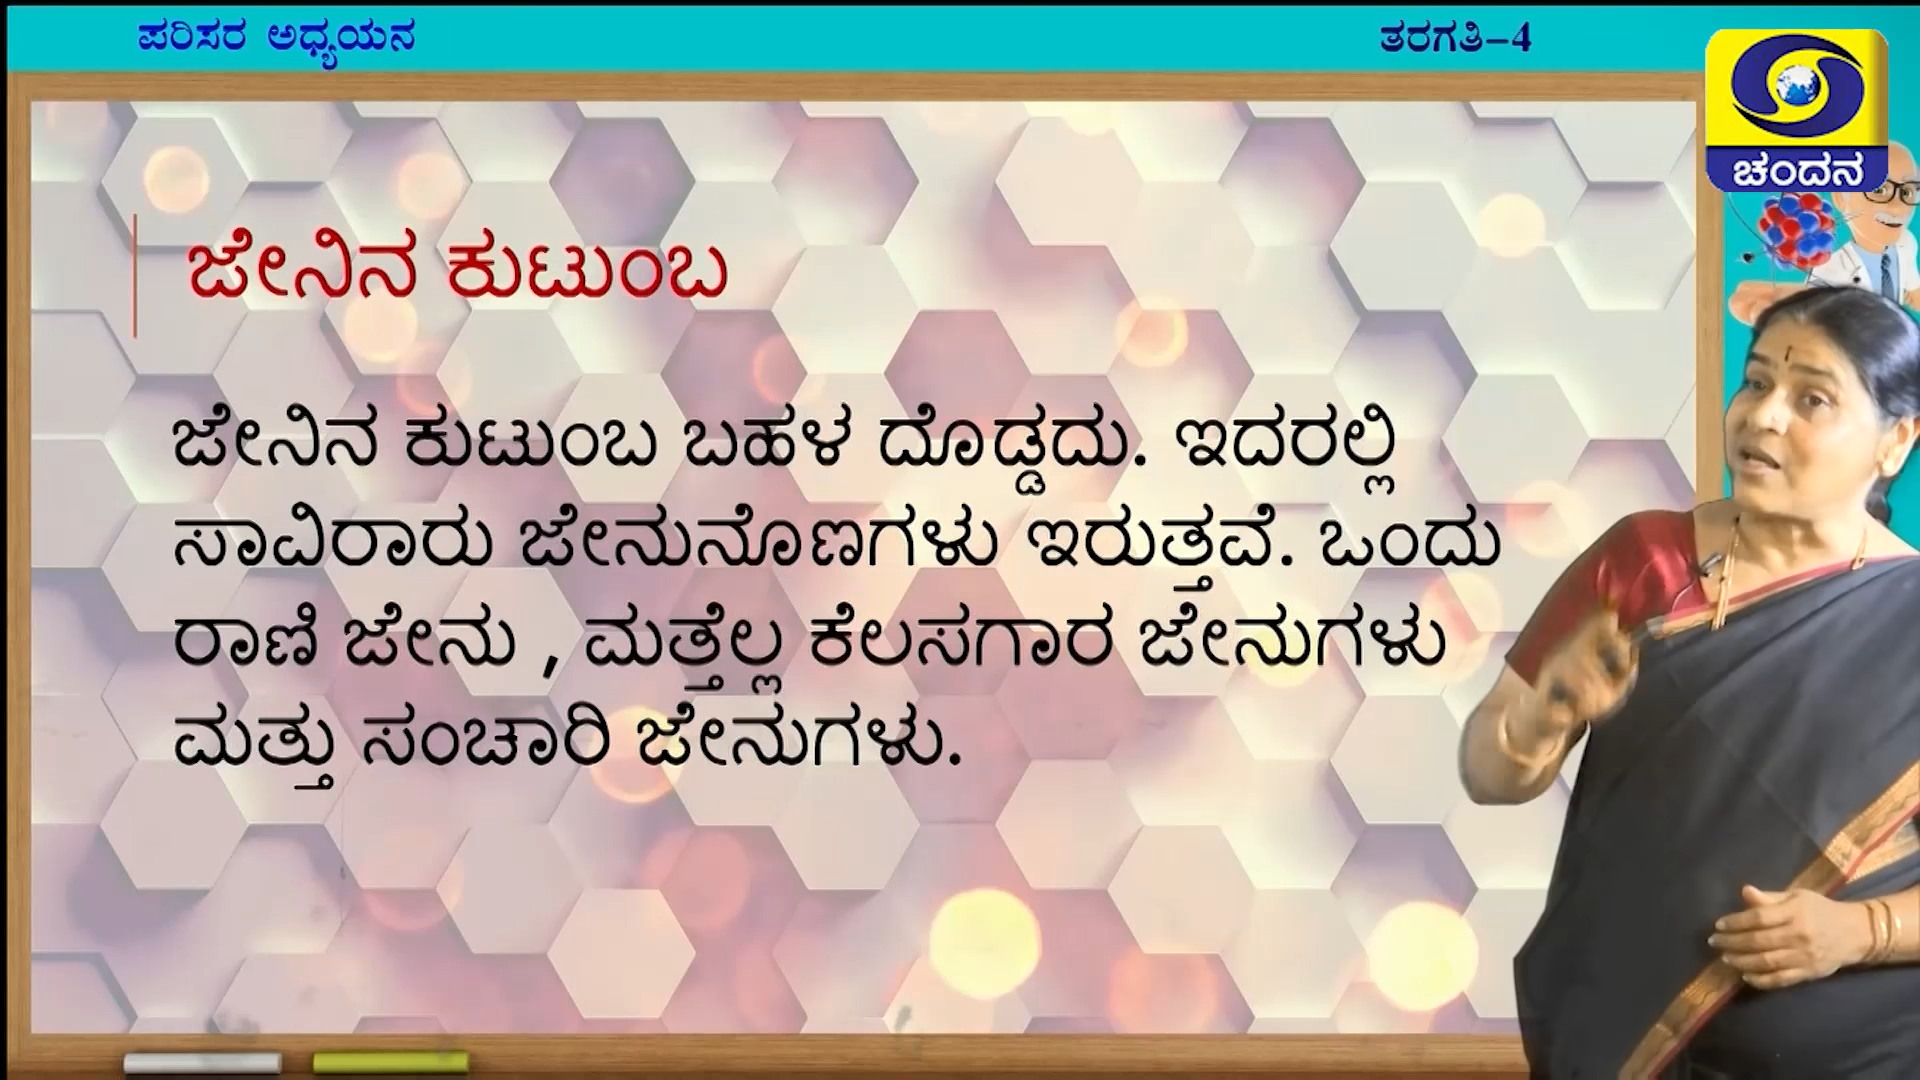 ಪರಿಸರ ಅಧ್ಯಯನ
ತರಗತಿ-4
ಚಂದನ
ಜೇನಿನ ಕುಟುಂಬ
ಜೇನಿನ ಕುಟುಂಬ ಬಹಳ ದೊಡ್ಡದು. ಇದರಲ್ಲಿ
ಸಾವಿರಾರು ಜೇನುನೊಣಗಳು ಇರುತ್ತವೆ. ಒಂದು
ರಾಣಿ ಜೇನು , ಮತ್ತೆಲ್ಲ ಕೆಲಸಗಾರ ಜೇನುಗಳು
ಮತ್ತು ಸಂಚಾರಿ ಜೇನುಗಳು.